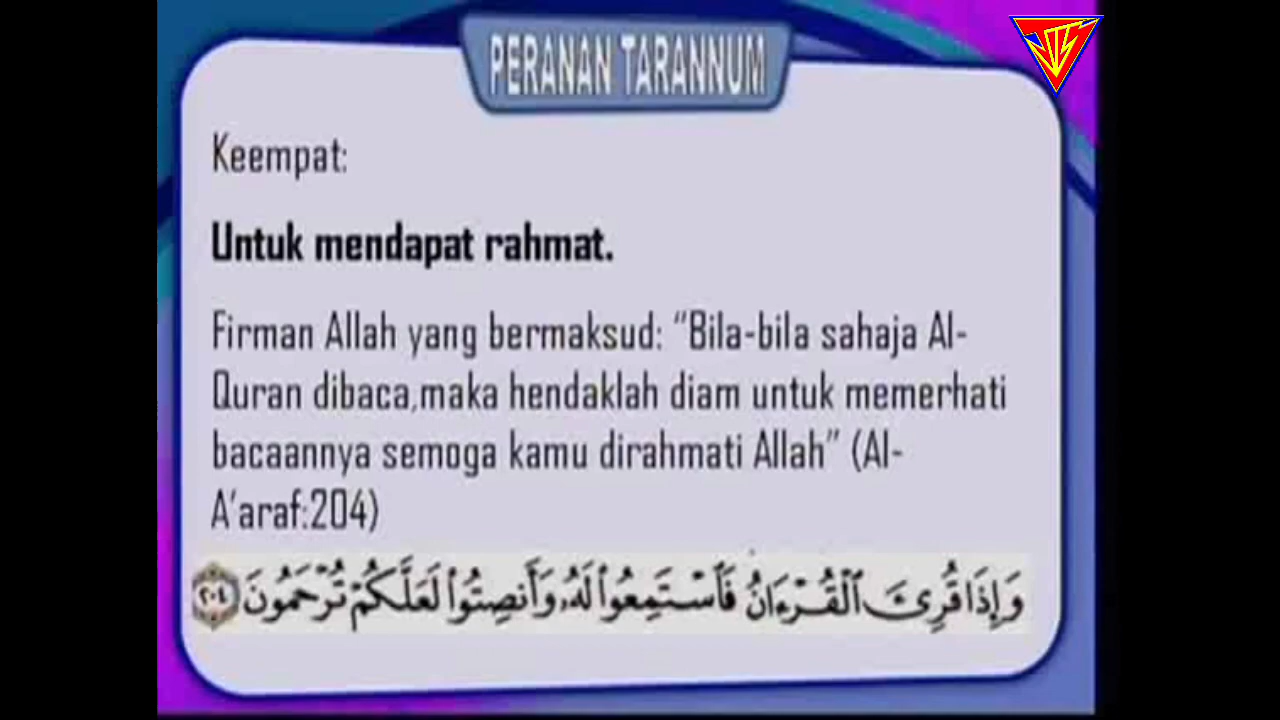 PERANAN TARANNUM
Keempat:
Untuk mendapat rahmat.
Firman Allah yang bermaksud: “Bila-bila sahaja Al-
Quran dibaca,maka hendaklah diam untuk memerhati
bacaannya semoga kamu dirahmati Allah” (Al-
A’araf:204)
وَإِذَا قُرِئَ ٱلْقُرْءَانُ فَٱسْتَمِعُوا۟ لَهُۥ وَأَنصِتُوا۟ لَعَلَّكُمْ تُرْحَمُونَ ٢٠٤